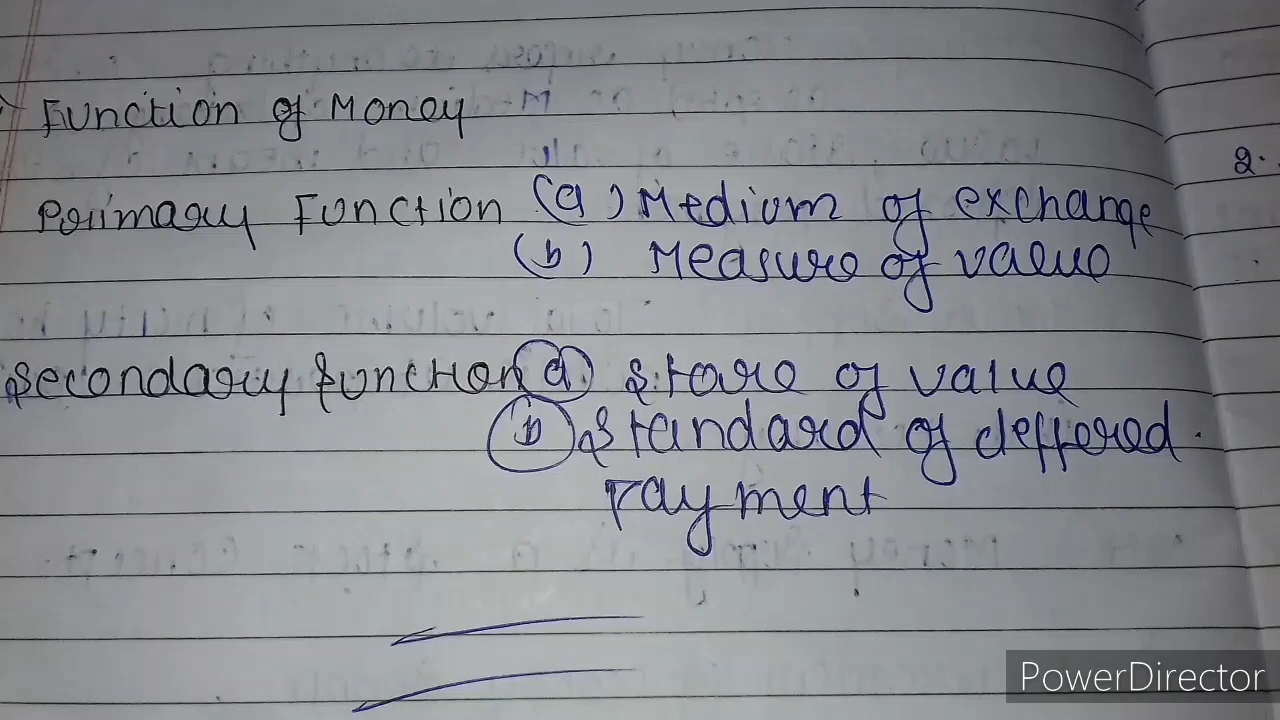 Function of Money
Primary Function (a) Medium of exchange
(b) Measure of value
Secondary function (a) Store of value
(b) Standard of deffered
Payment
2.
PowerDirector